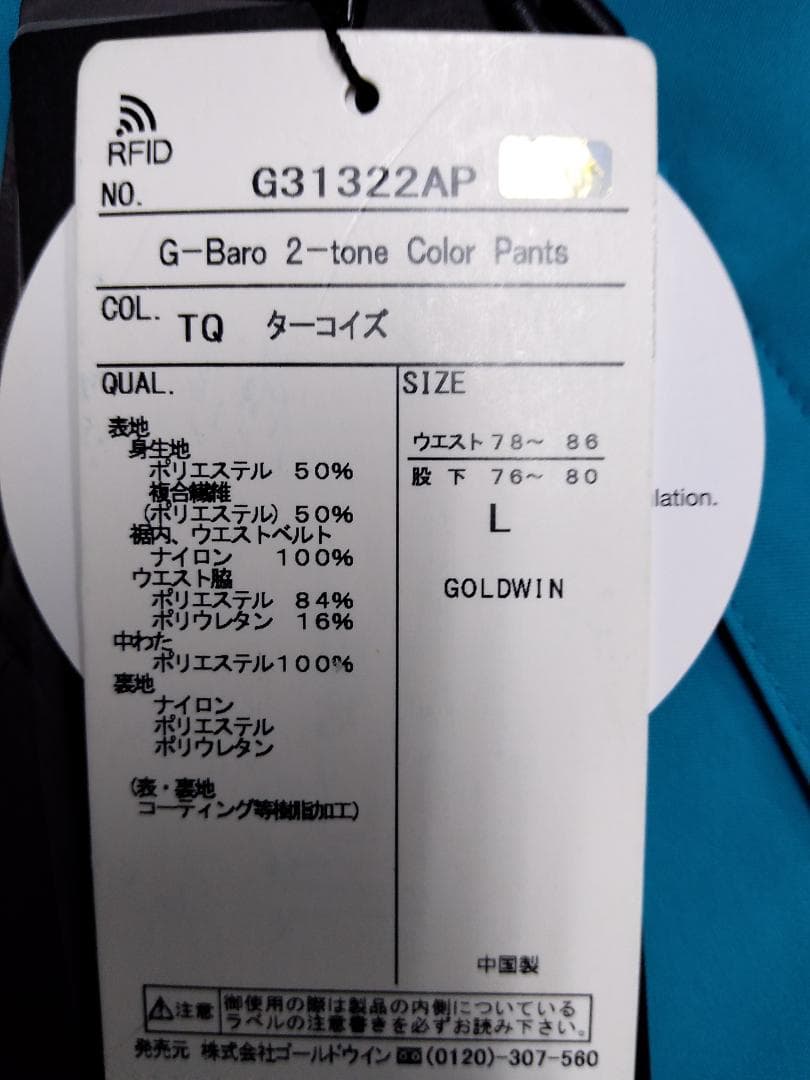 RFID
NO. G31322AP
G-Baro 2-tone Color Pants
COL. TQ ターコイズ
QUAL.
表地
身生地
ポリエステル 50%
複合繊維
(ポリエステル) 50%
裾内、ウエストベルト
ナイロン 100%
ウエスト脇
ポリエステル 84%
ポリウレタン 16%
中わた
ポリエステル100%
裏地
ナイロン
ポリエステル
ポリウレタン
(表・裏地
コーティング等樹脂加工)
SIZE
ウエスト78~ 86
股下 76~ 80
L
GOLDWIN
中国製
注意 御使用の際は製品の内側についている
ラベルの注意書きを必ずお読み下さい。
発売元 株式会社ゴールドウイン (0120)-307-560
lation.